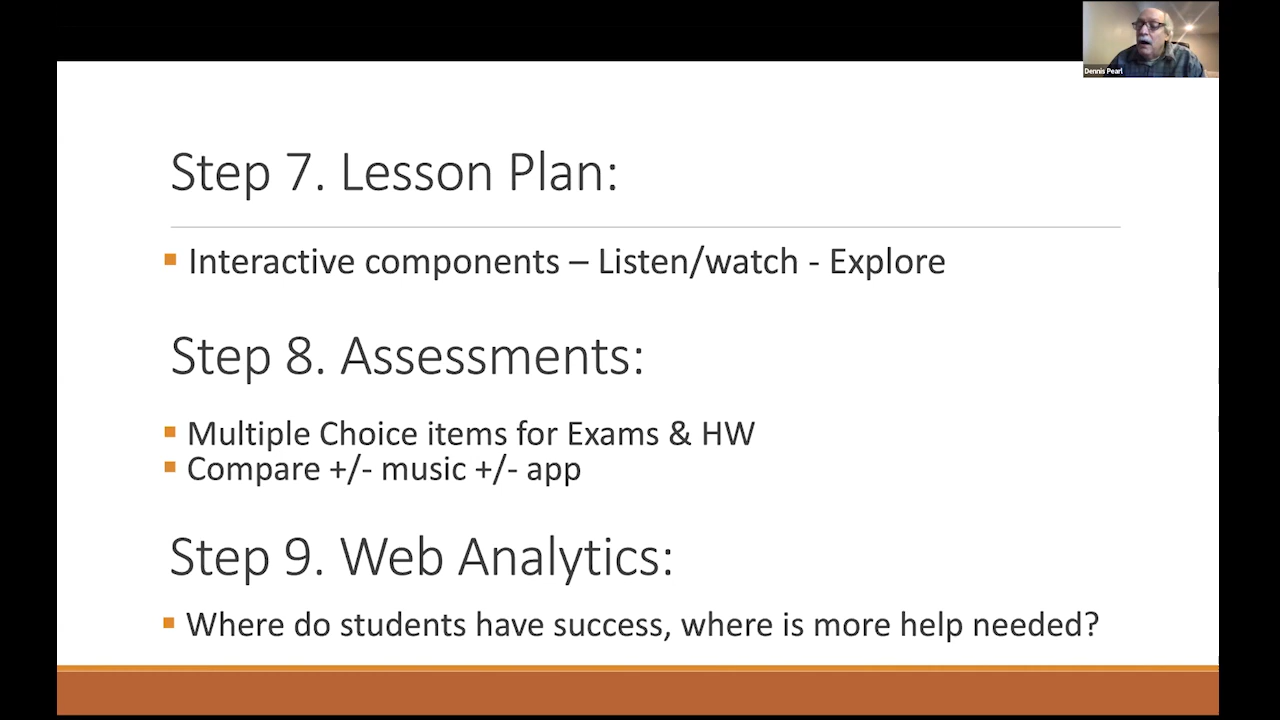 Dennis Pearl
Step 7. Lesson Plan:
Interactive components – Listen/watch - Explore
Step 8. Assessments:
Multiple Choice items for Exams & HW
Compare +/- music +/- app
Step 9. Web Analytics:
Where do students have success, where is more help needed?